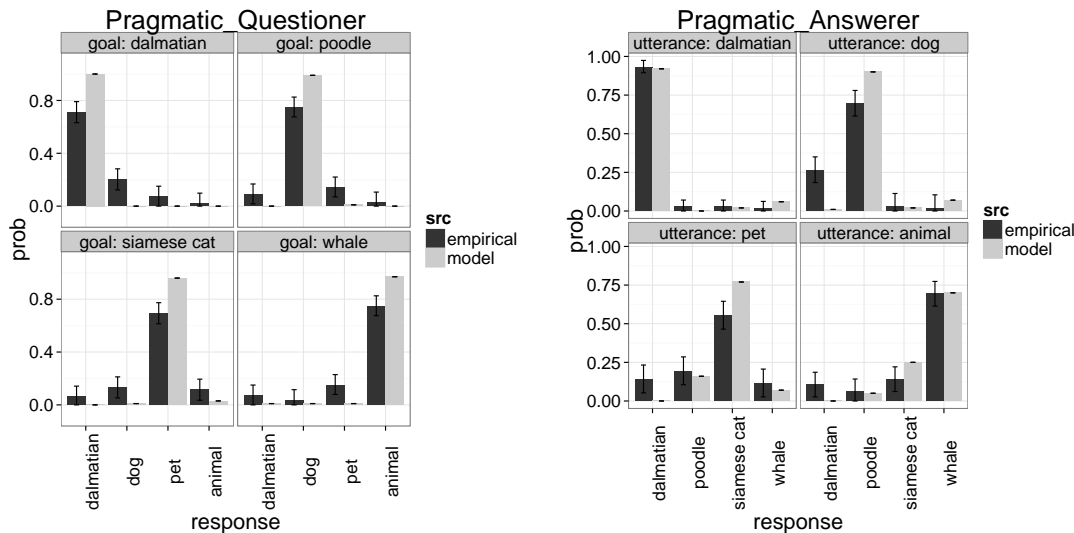 Pragmatic_Questioner
goal: dalmatian
goal: poodle
0.8
0.4
0.0
goal: siamese cat
goal: whale
0.8
0.4
0.0
prob
dalmatian
dog
pet
animal
dalmatian
dog
pet
animal
response
src
empirical
model
Pragmatic_Answerer
utterance: dalmatian
utterance: dog
1.00
0.75
0.50
0.25
0.00
utterance: pet
utterance: animal
1.00
0.75
0.50
0.25
0.00
prob
dalmatian
poodle
siamese cat
whale
dalmatian
poodle
siamese cat
whale
response
src
empirical
model